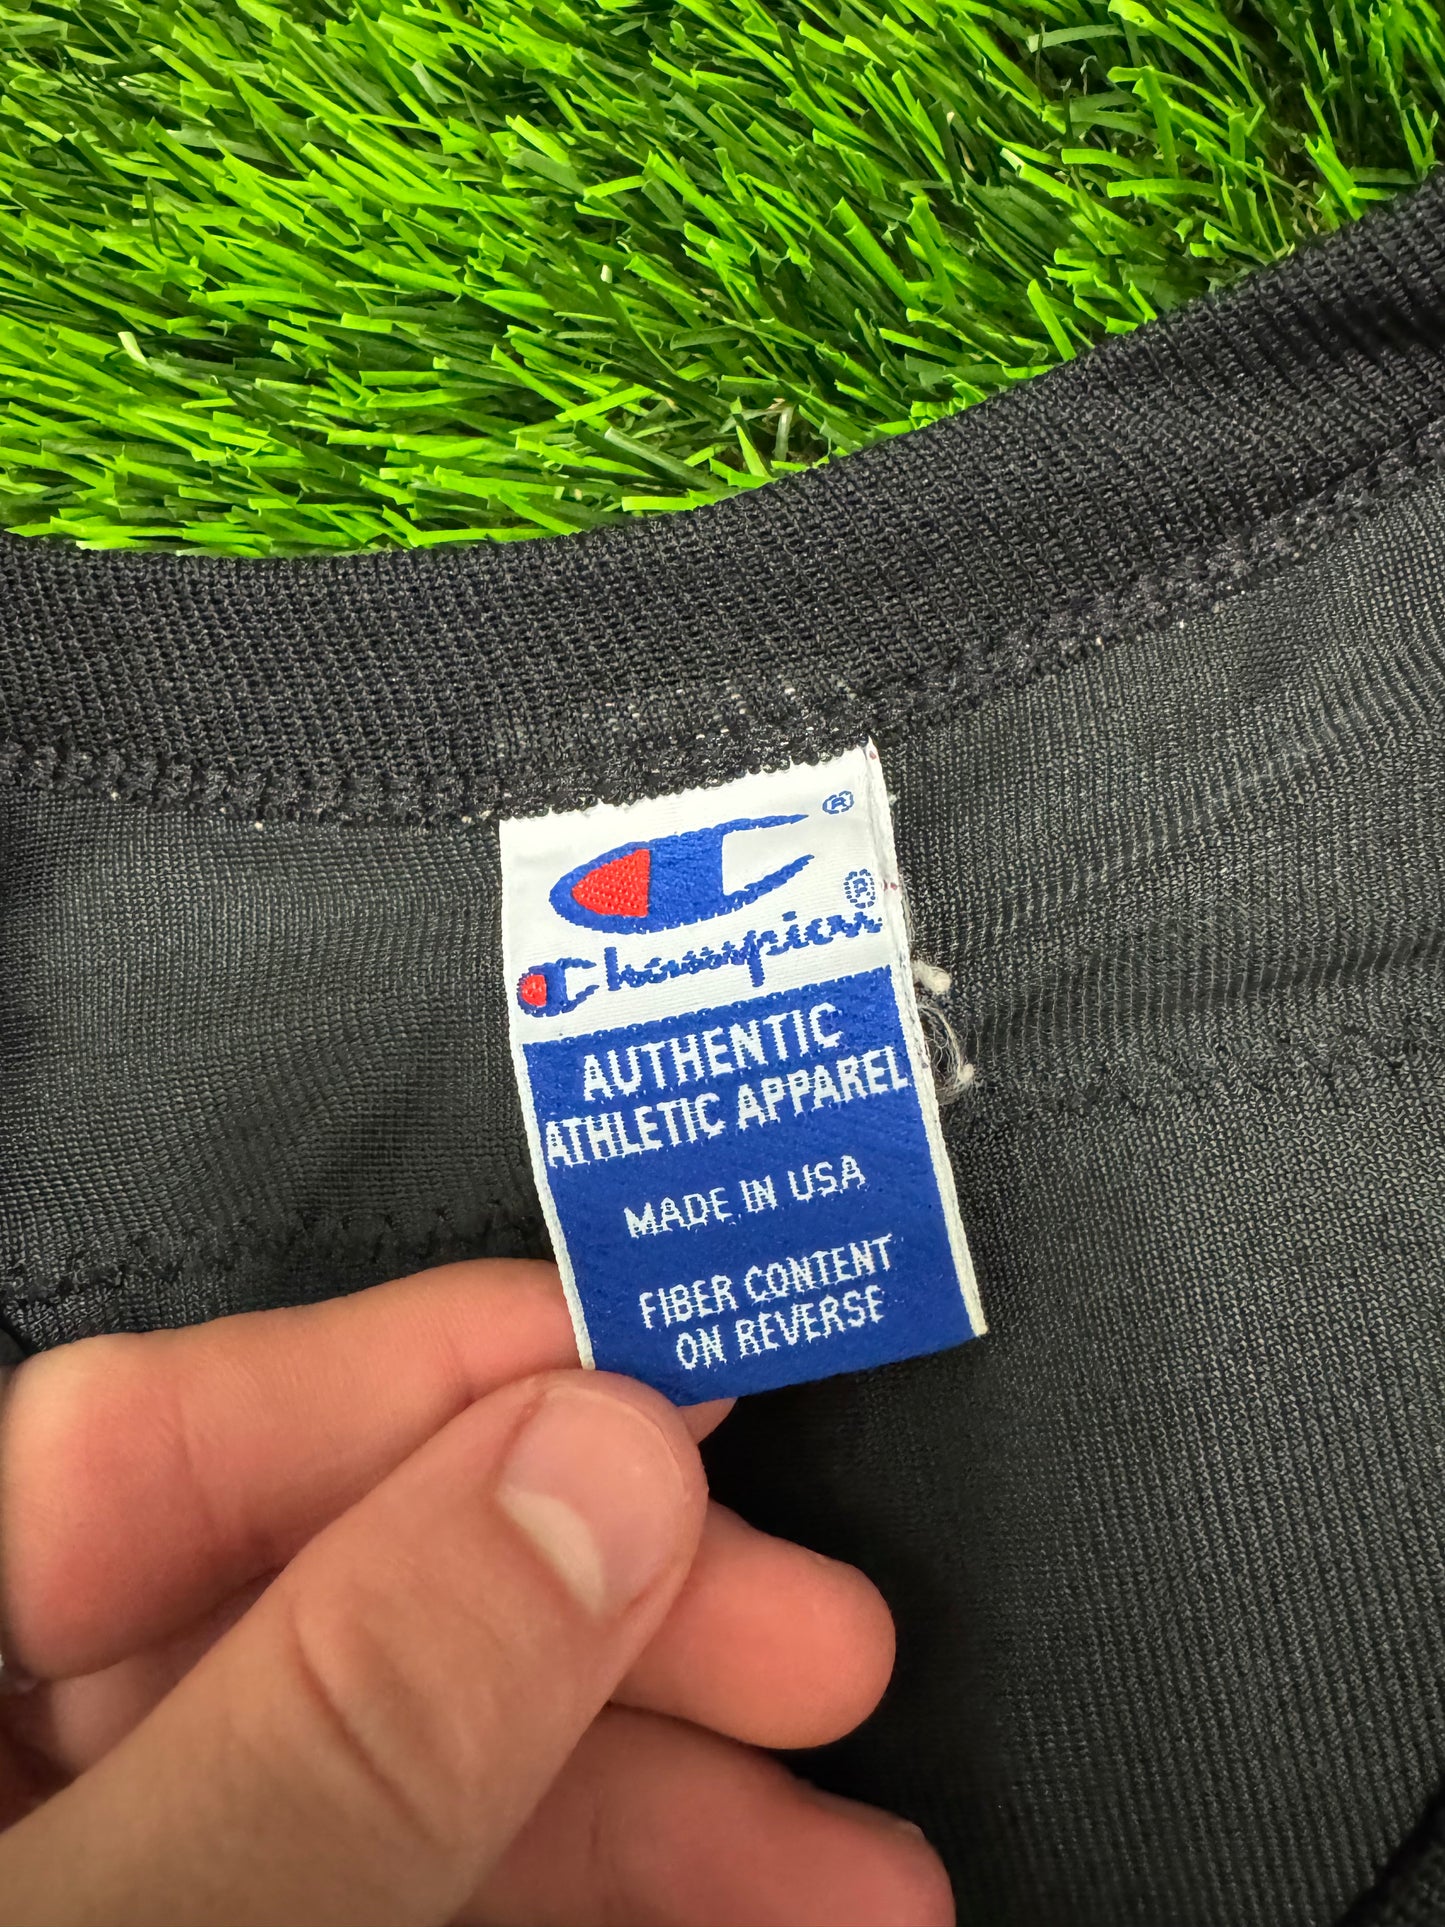 ®
Champion®
AUTHENTIC
ATHLETIC APPAREL
MADE IN USA
FIBER CONTENT
ON REVERSE